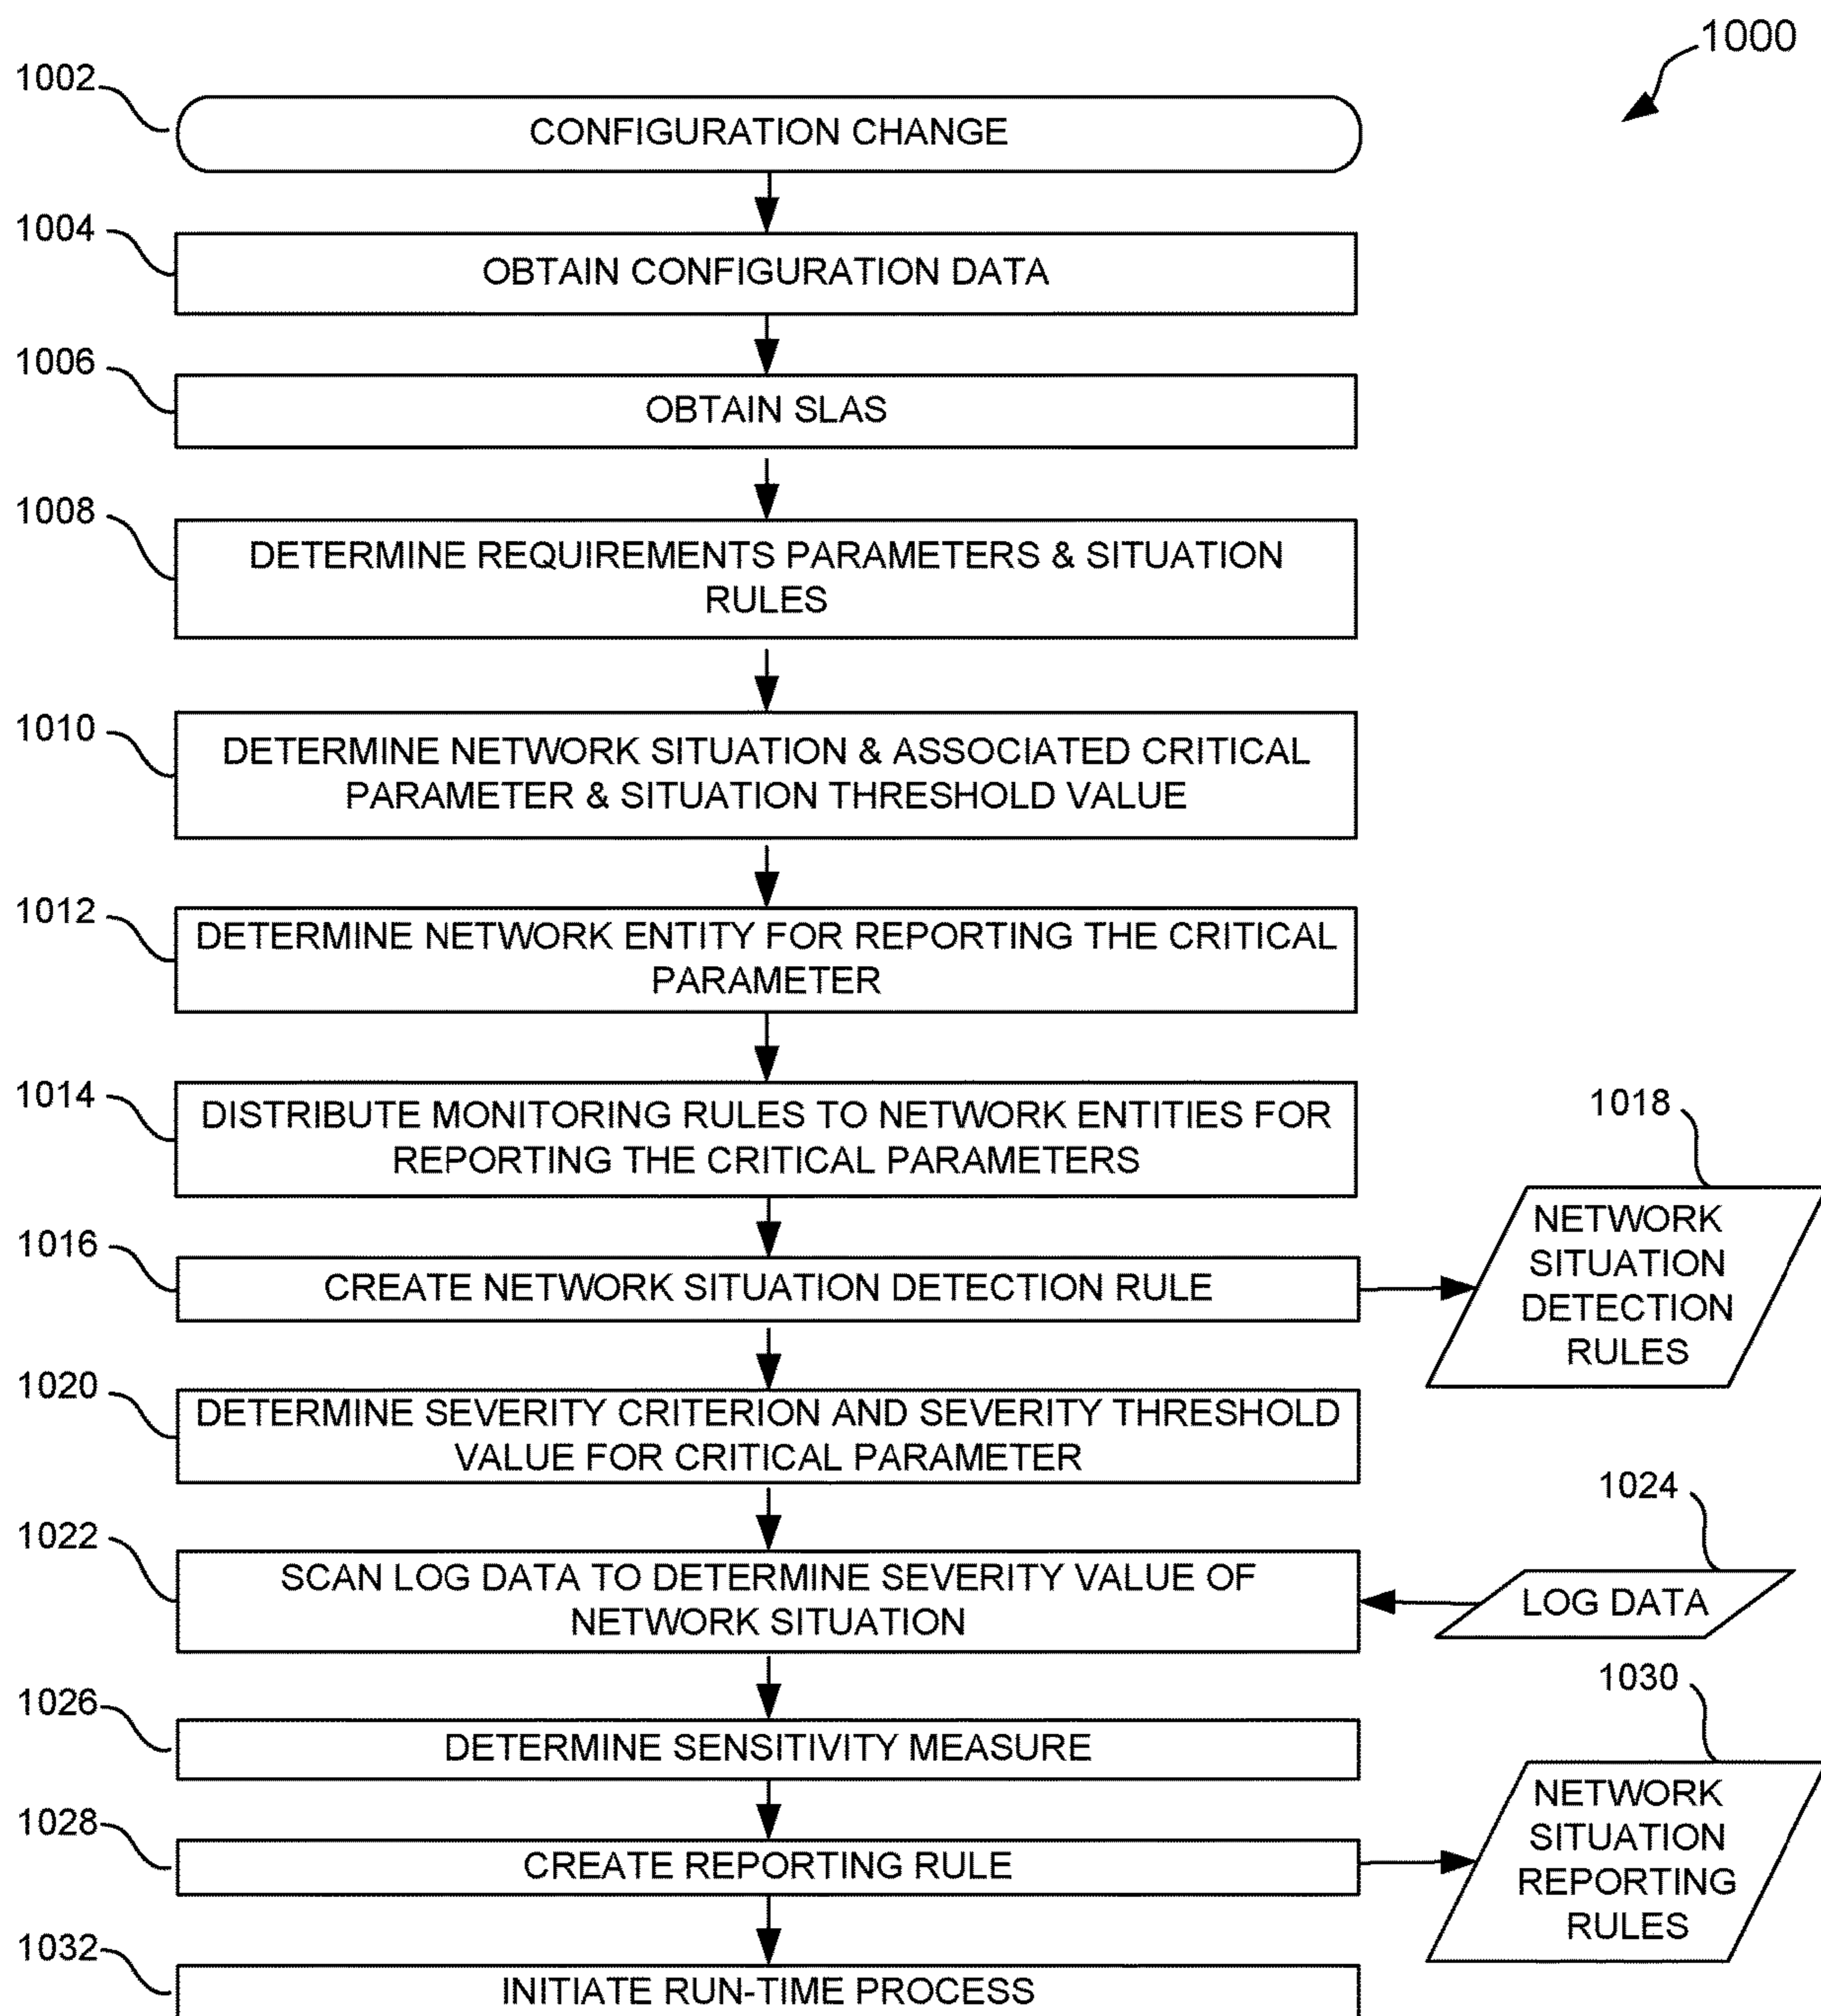 1000
1002
CONFIGURATION CHANGE
1004
OBTAIN CONFIGURATION DATA
1006
OBTAIN SLAS
1008
DETERMINE REQUIREMENTS PARAMETERS & SITUATION
RULES
1010
DETERMINE NETWORK SITUATION & ASSOCIATED CRITICAL
PARAMETER & SITUATION THRESHOLD VALUE
1012
DETERMINE NETWORK ENTITY FOR REPORTING THE CRITICAL
PARAMETER
1014
DISTRIBUTE MONITORING RULES TO NETWORK ENTITIES FOR
REPORTING THE CRITICAL PARAMETERS
1016
CREATE NETWORK SITUATION DETECTION RULE
1018
NETWORK
SITUATION
DETECTION
RULES
1020
DETERMINE SEVERITY CRITERION AND SEVERITY THRESHOLD
VALUE FOR CRITICAL PARAMETER
1022
SCAN LOG DATA TO DETERMINE SEVERITY VALUE OF
NETWORK SITUATION
1024
LOG DATA
1026
DETERMINE SENSITIVITY MEASURE
1028
CREATE REPORTING RULE
1030
NETWORK
SITUATION
REPORTING
RULES
1032
INITIATE RUN-TIME PROCESS